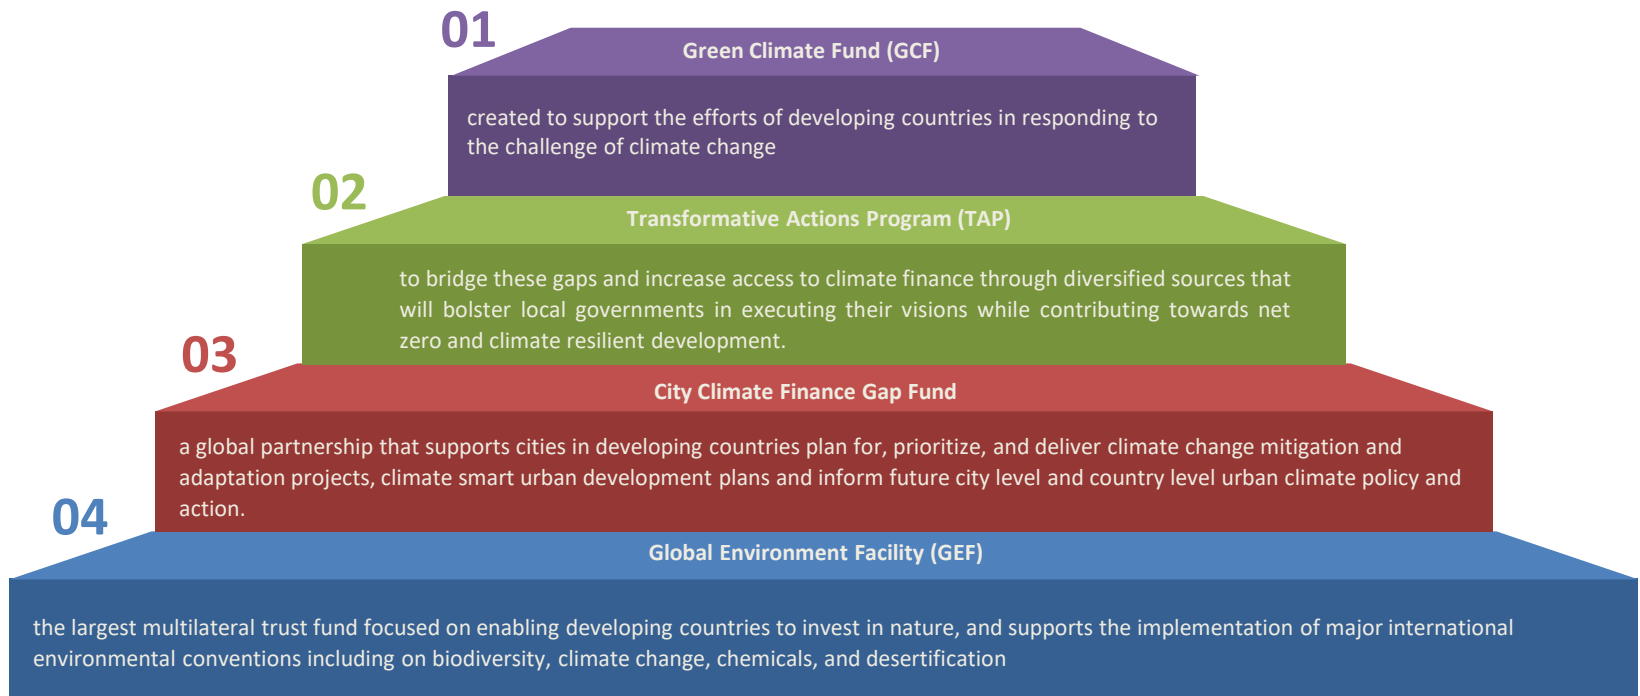 01
Green Climate Fund (GCF)
created to support the efforts of developing countries in responding to
the challenge of climate change
02
Transformative Actions Program (TAP)
to bridge these gaps and increase access to climate finance through diversified sources that
will bolster local governments in executing their visions while contributing towards net
zero and climate resilient development.
03
City Climate Finance Gap Fund
a global partnership that supports cities in developing countries plan for, prioritize, and deliver climate change mitigation and
adaptation projects, climate smart urban development plans and inform future city level and country level urban climate policy and
action.
04
Global Environment Facility (GEF)
the largest multilateral trust fund focused on enabling developing countries to invest in nature, and supports the implementation of major international
environmental conventions including on biodiversity, climate change, chemicals, and desertification